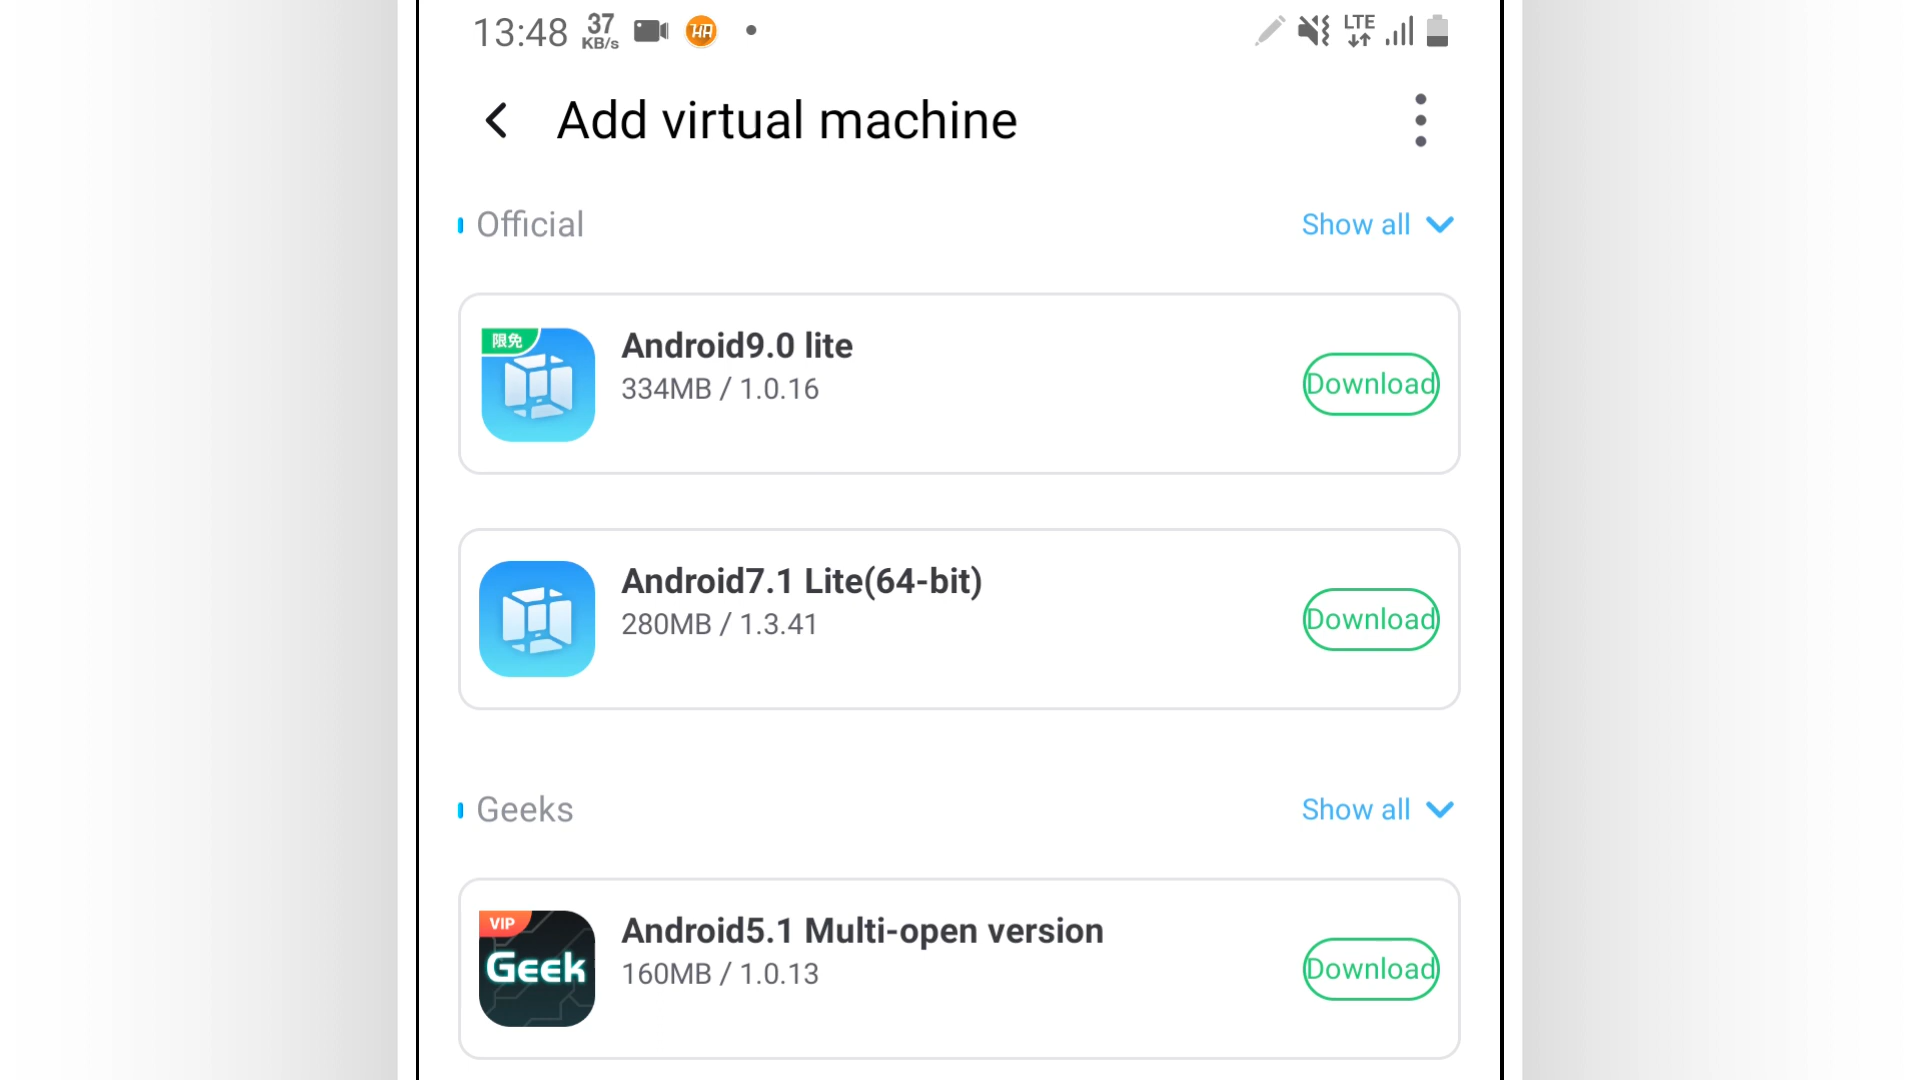 13:48 37 KB/s HA LTE
Add virtual machine
Official Show all
限免
Android9.0 lite
334MB / 1.0.16
Download
Android7.1 Lite(64-bit)
280MB / 1.3.41
Download
Geeks Show all
VIP
Geek
Android5.1 Multi-open version
160MB / 1.0.13
Download